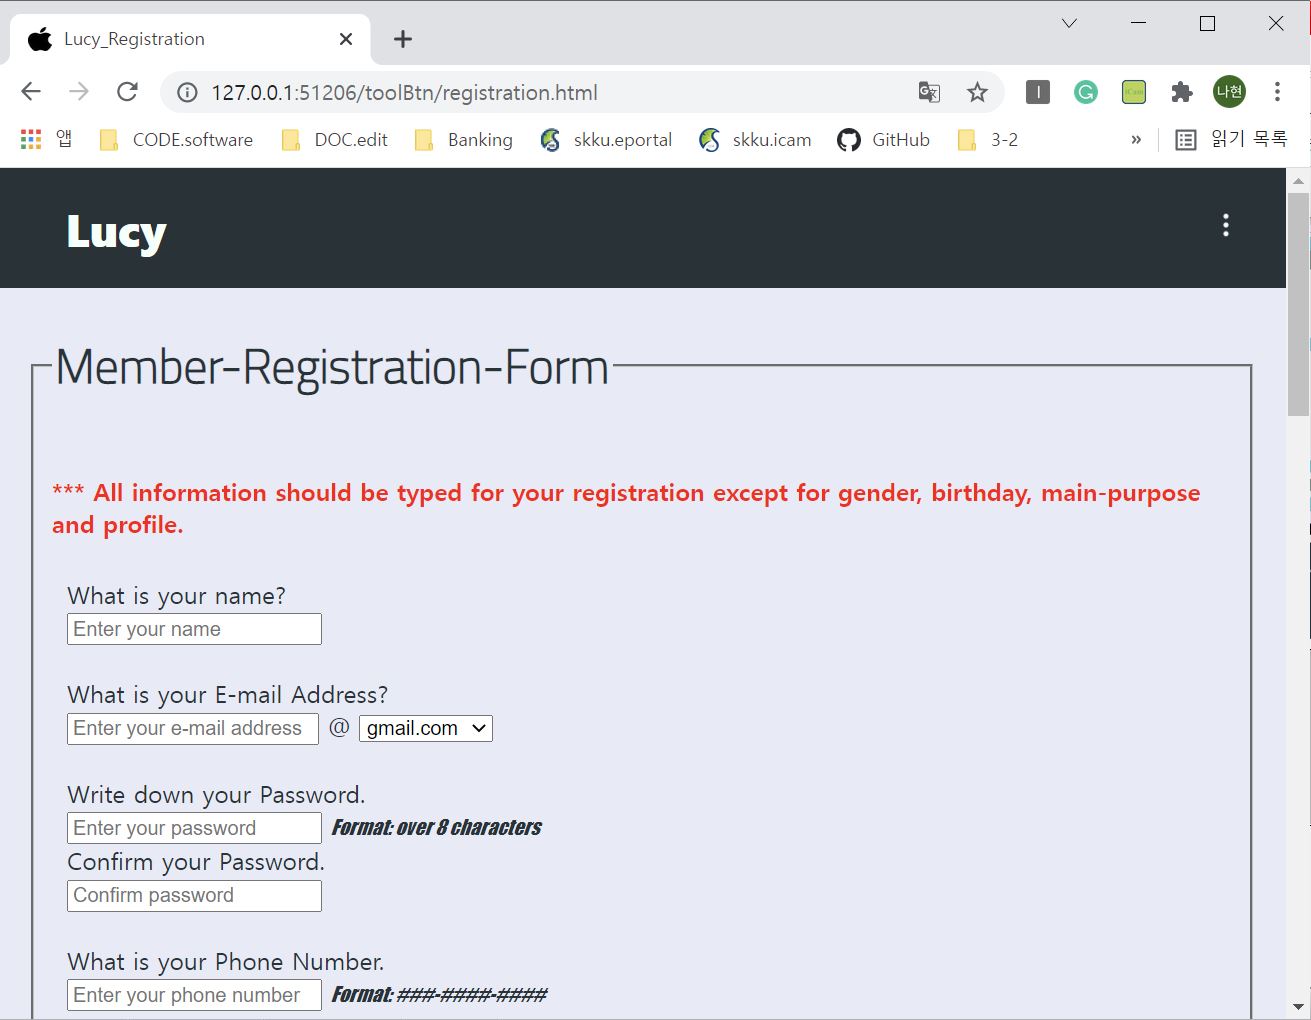 Lucy_Registration
127.0.0.1:51206/toolBtn/registration.html
나현
앱 CODE.software DOC.edit Banking skku.eportal skku.icam GitHub 3-2 » 읽기 목록
Lucy
Member-Registration-Form
*** All information should be typed for your registration except for gender, birthday, main-purpose
and profile.
What is your name?
Enter your name
What is your E-mail Address?
Enter your e-mail address @ gmail.com
Write down your Password.
Enter your password Format: over 8 characters
Confirm your Password.
Confirm password
What is your Phone Number.
Enter your phone number Format: ###-####-####